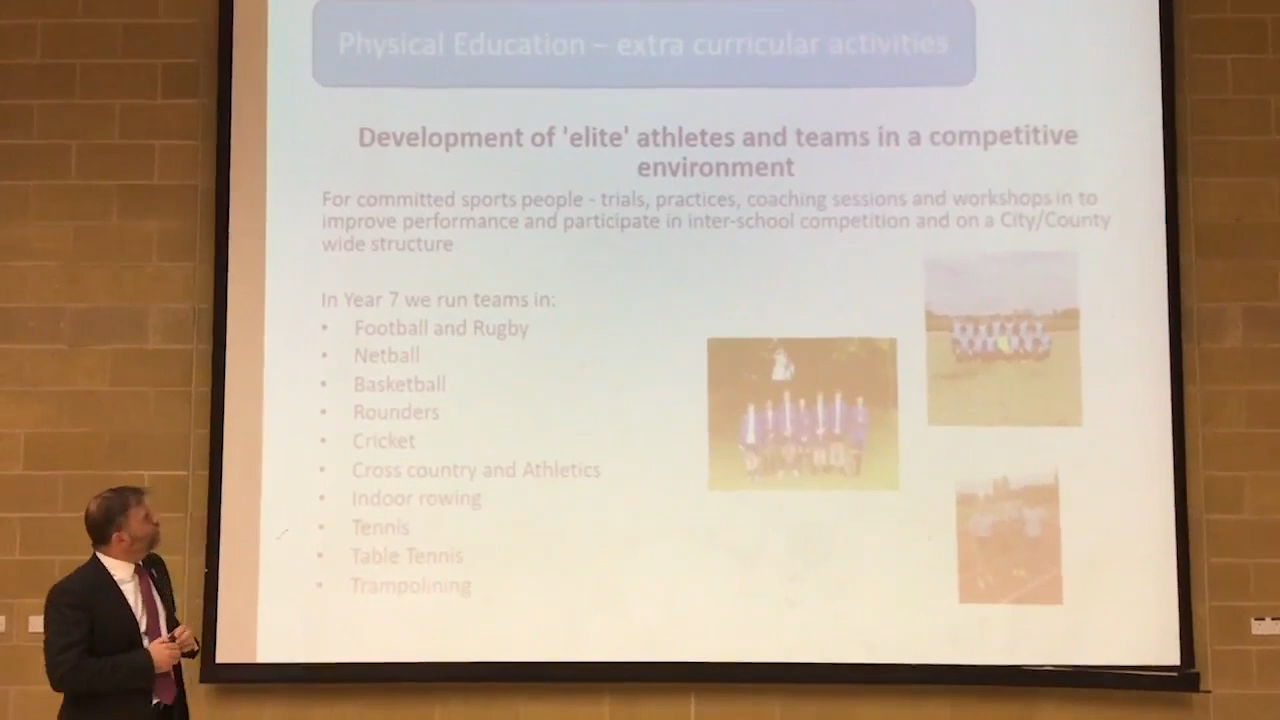 Physical Education – extra curricular activities
Development of 'elite' athletes and teams in a competitive
environment
For committed sports people - trials, practices, coaching sessions and workshops in to
improve performance and participate in inter-school competition and on a City/County
wide structure
In Year 7 we run teams in:
• Football and Rugby
• Netball
• Basketball
• Rounders
• Cricket
• Cross country and Athletics
• Indoor rowing
• Tennis
• Table Tennis
• Trampolining